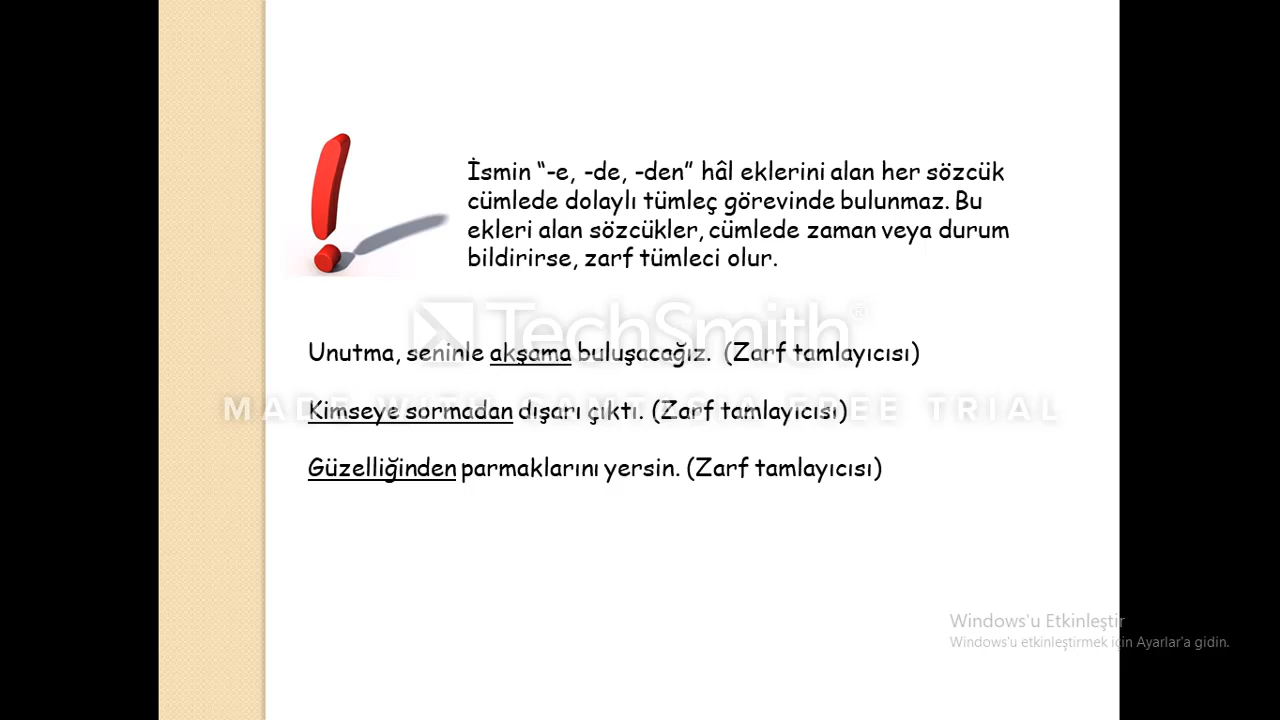 İsmin “-e, -de, -den” hâl eklerini alan her sözcük
cümlede dolaylı tümleç görevinde bulunmaz. Bu
ekleri alan sözcükler, cümlede zaman veya durum
bildirirse, zarf tümleci olur.
TechSmith®
Unutma, seninle akşama buluşacağız. (Zarf tamlayıcısı)
MADE WITH CAMTASIA FREE TRIAL
Kimseye sormadan dışarı çıktı. (Zarf tamlayıcısı)
Güzelliğinden parmaklarını yersin. (Zarf tamlayıcısı)
Windows'u Etkinleştir
Windows'u etkinleştirmek için Ayarlar'a gidin.